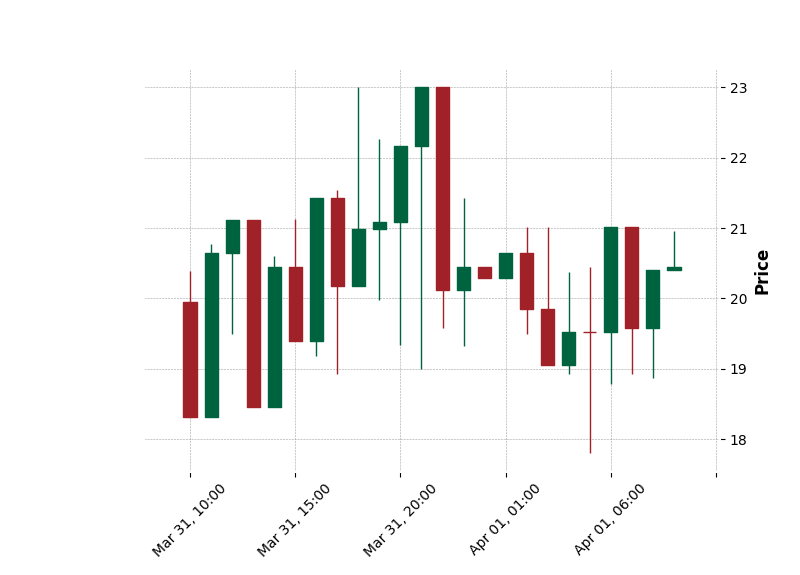 23
22
21
20
19
18
Price
Mar 31, 10:00
Mar 31, 15:00
Mar 31, 20:00
Apr 01, 01:00
Apr 01, 06:00